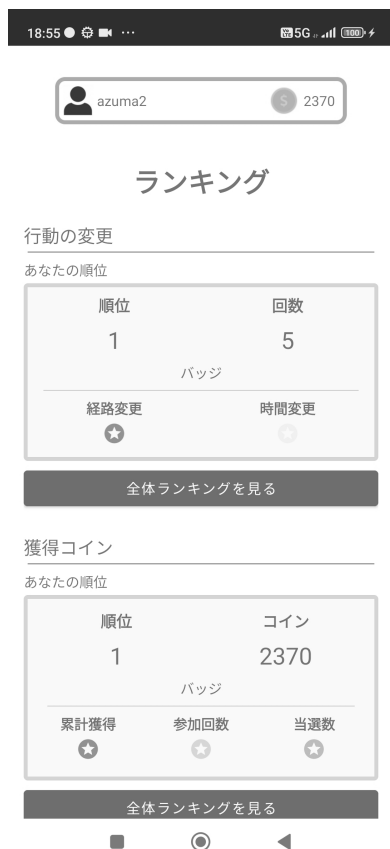 18:55 ... 5G 100
azuma2 S 2370
ランキング
行動の変更
あなたの順位
順位 回数
1 5
バッジ
経路変更 時間変更
全体ランキングを見る
獲得コイン
あなたの順位
順位 コイン
1 2370
バッジ
累計獲得 参加回数 当選数
全体ランキングを見る